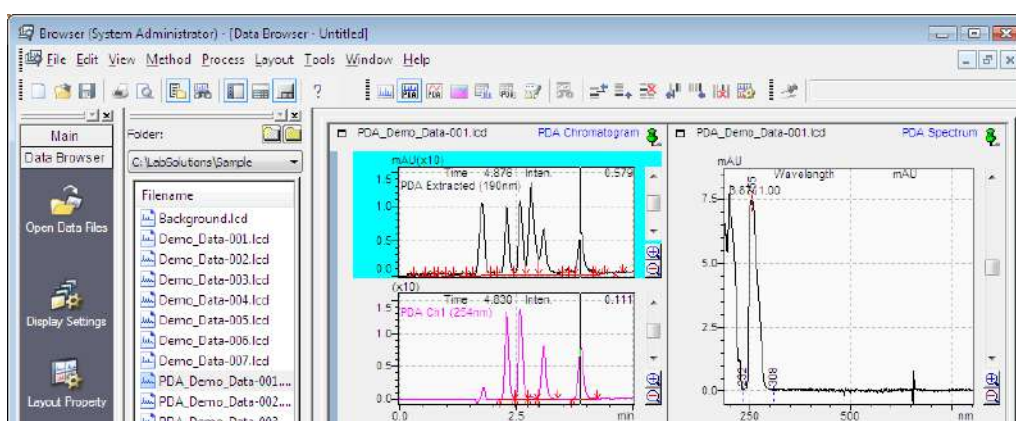 Browser (System Administrator) - [Data Browser - Untitled]
File Edit View Method Process Layout Tools Window Help
Main
Data Browser
Open Data Files
Display Settings
Layout Property
Folder:
C:\LabSolutions\Sample
Filename
Background.lcd
Demo_Data-001.lcd
Demo_Data-002.lcd
Demo_Data-003.lcd
Demo_Data-004.lcd
Demo_Data-005.lcd
Demo_Data-006.lcd
Demo_Data-007.lcd
PDA_Demo_Data-001....
PDA_Demo_Data-002....
PDA_Demo_Data-003....
PDA_Demo_Data-001.lcd PDA Chromatogram
mAU(x10)
Time 4.876 Inten. 0.579
1.5
PDA Extracted (190nm)
1.0
0.5
0.0
(x10)
Time 4.830 Inten. 0.111
1.5
PDA Ch1 (254nm)
1.0
0.5
0.0
0.0 2.5 min
PDA_Demo_Data-001.lcd PDA Spectrum
mAU
Wavelength mAU
7.5
5.0
2.5
0.0
308
250 500 nm